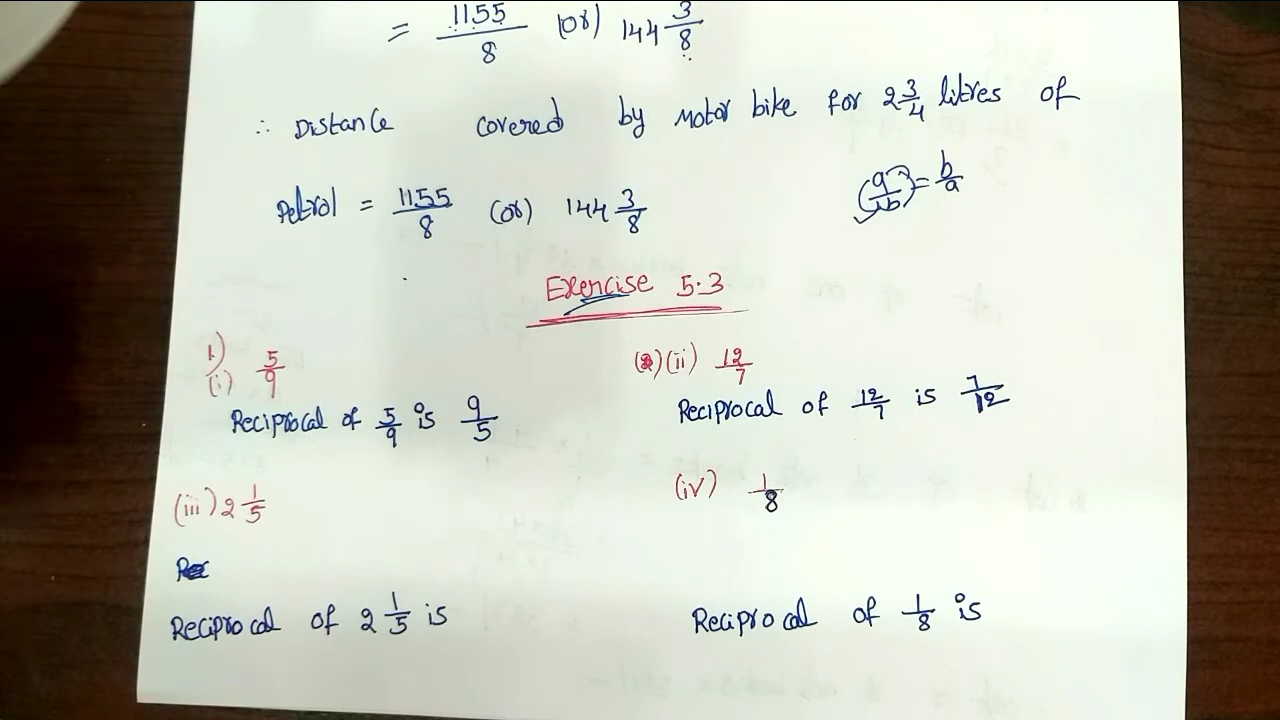 = 1155/8 (or) 144 3/8
∴ Distance covered by Motor bike for 2 3/4 litres of
Petrol = 1155/8 (or) 144 3/8
(a/b) = b/a
Exercise 5.3
1)
(i) 5/9
Reciprocal of 5/9 is 9/5
(ii) 12/7
Reciprocal of 12/7 is 7/12
(iii) 2 1/5
Reciprocal of 2 1/5 is
(iv) 1/8
Reciprocal of 1/8 is